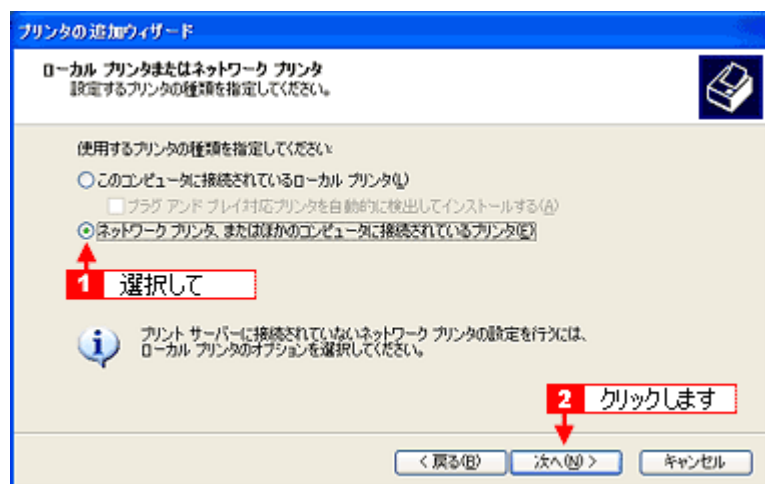 プリンタの追加ウィザード
ローカル プリンタまたはネットワーク プリンタ
設定するプリンタの種類を指定してください。
使用するプリンタの種類を指定してください:
このコンピュータに接続されているローカル プリンタ(L)
プラグ アンド プレイ対応プリンタを自動的に検出してインストールする(A)
ネットワーク プリンタ、またはほかのコンピュータに接続されているプリンタ(E)
1 選択して
プリント サーバーに接続されていないネットワーク プリンタの設定を行うには、
ローカル プリンタのオプションを選択してください。
2 クリックします
< 戻る(B) 次へ(N) > キャンセル